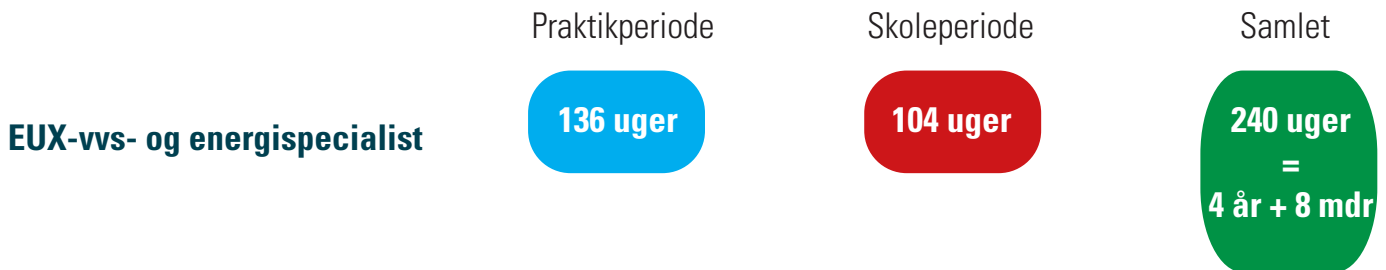 Praktikperiode Skoleperiode Samlet
EUX-vvs- og energispecialist
136 uger
104 uger
240 uger
=
4 år + 8 mdr